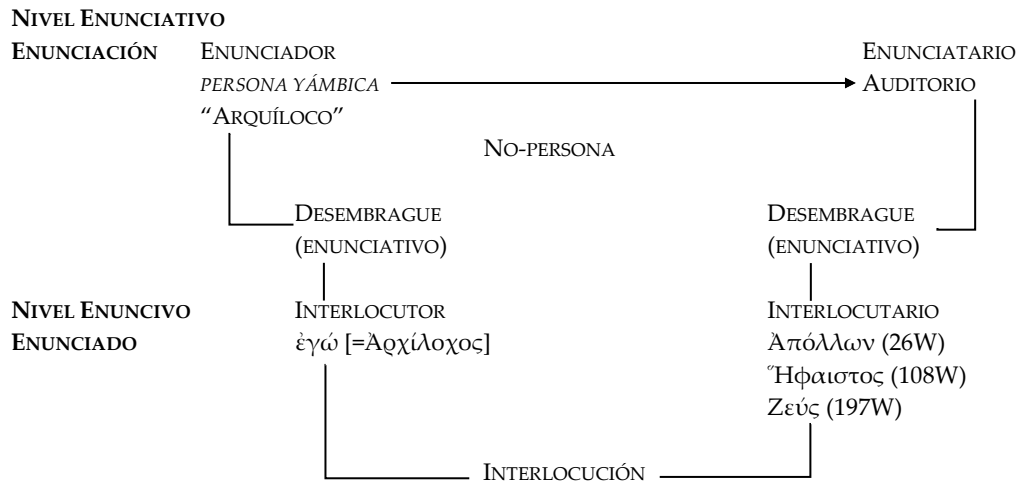 NIVEL ENUNCIATIVO
ENUNCIACIÓN ENUNCIADOR ENUNCIATARIO
PERSONA YÁMBICA AUDITORIO
“ARQUÍLOCO”
NO-PERSONA
DESEMBRAGUE DESEMBRAGUE
(ENUNCIATIVO) (ENUNCIATIVO)
NIVEL ENUNCIVO INTERLOCUTOR INTERLOCUTARIO
ENUNCIADO ἐγώ [=Ἀρχίλοχος] Ἀπόλλων (26W)
Ἥφαιστος (108W)
Ζεύς (197W)
INTERLOCUCIÓN